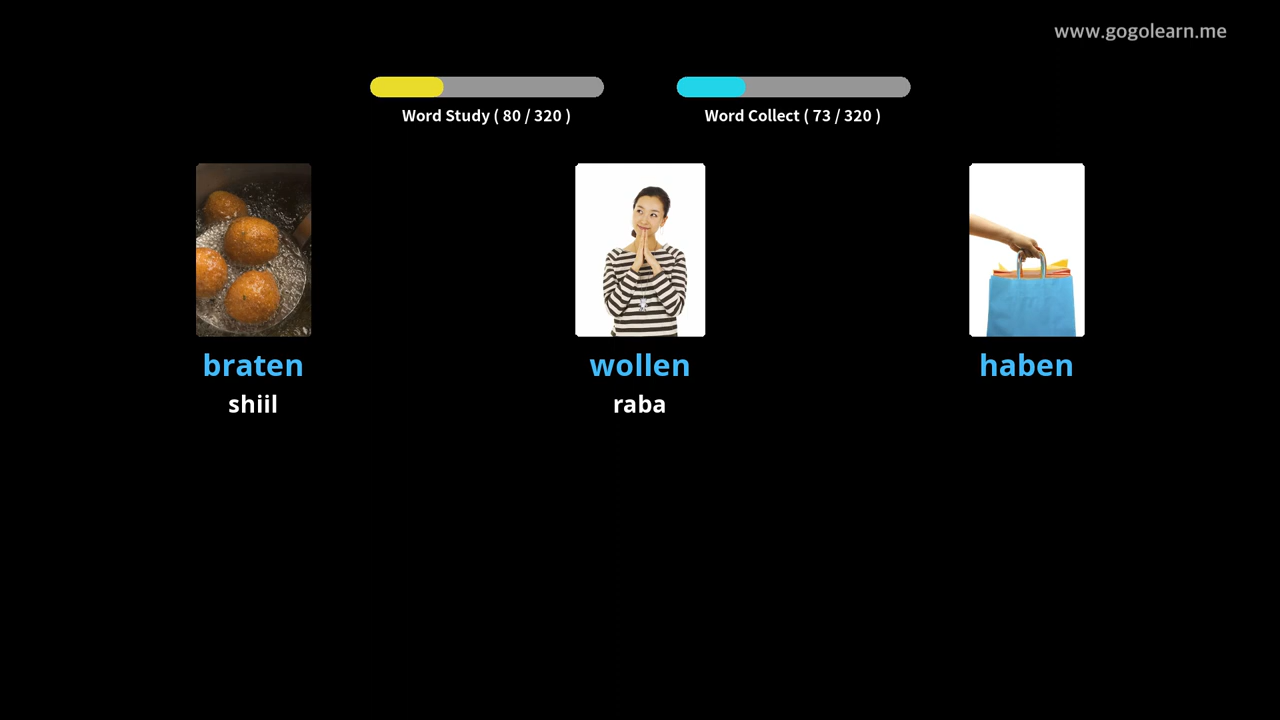 www.gogolearn.me
Word Study ( 80 / 320 )
Word Collect ( 73 / 320 )
braten
wollen
haben
shiil
raba